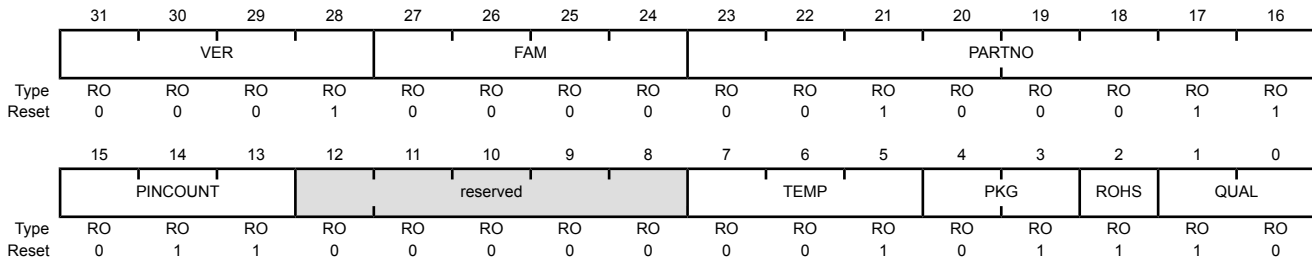 31 30 29 28 27 26 25 24 23 22 21 20 19 18 17 16
VER FAM PARTNO
Type RO RO RO RO RO RO RO RO RO RO RO RO RO RO RO RO
Reset 0 0 0 1 0 0 0 0 0 0 1 0 0 0 1 1
15 14 13 12 11 10 9 8 7 6 5 4 3 2 1 0
PINCOUNT reserved TEMP PKG ROHS QUAL
Type RO RO RO RO RO RO RO RO RO RO RO RO RO RO RO RO
Reset 0 1 1 0 0 0 0 0 0 0 1 0 1 1 1 0